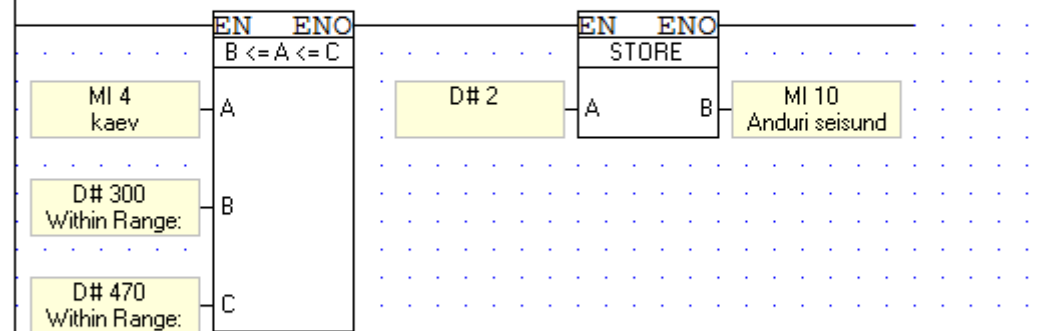 EN ENO
B <= A <= C
MI 4
kaev
A
D# 300
Within Range:
B
D# 470
Within Range:
C
EN ENO
STORE
D# 2
A
B
MI 10
Anduri seisund